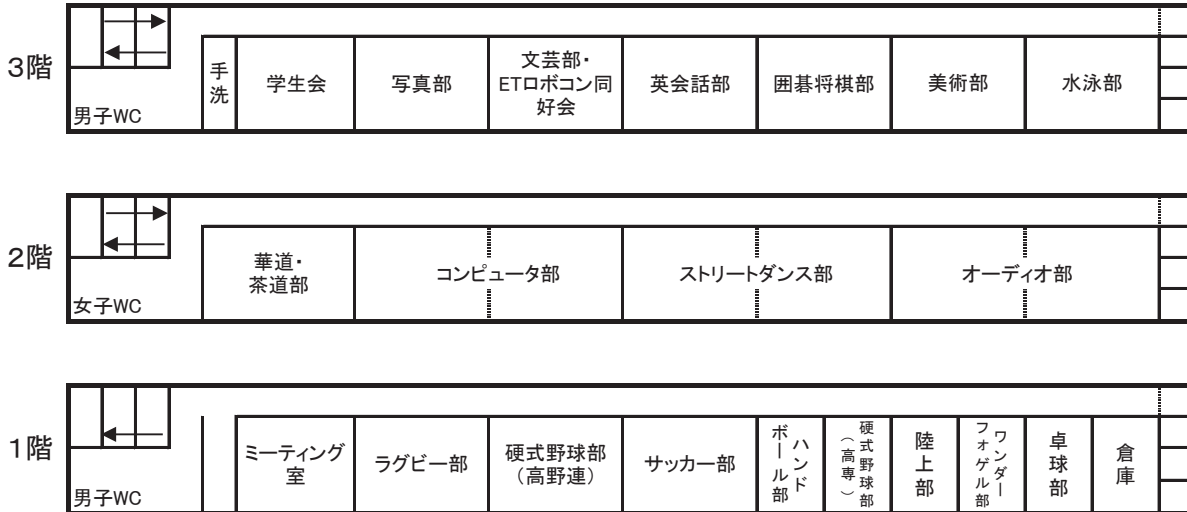 3階
男子WC
手洗
学生会
写真部
文芸部・
ETロボコン同
好会
英会話部
囲碁将棋部
美術部
水泳部
2階
女子WC
華道・
茶道部
コンピュータ部
ストリートダンス部
オーディオ部
1階
男子WC
ミーティング
室
ラグビー部
硬式野球部
（高野連）
サッカー部
ハンド
ボール部
硬式野球部
（高専）
陸上部
ワンダー
フォゲル部
卓球部
倉庫